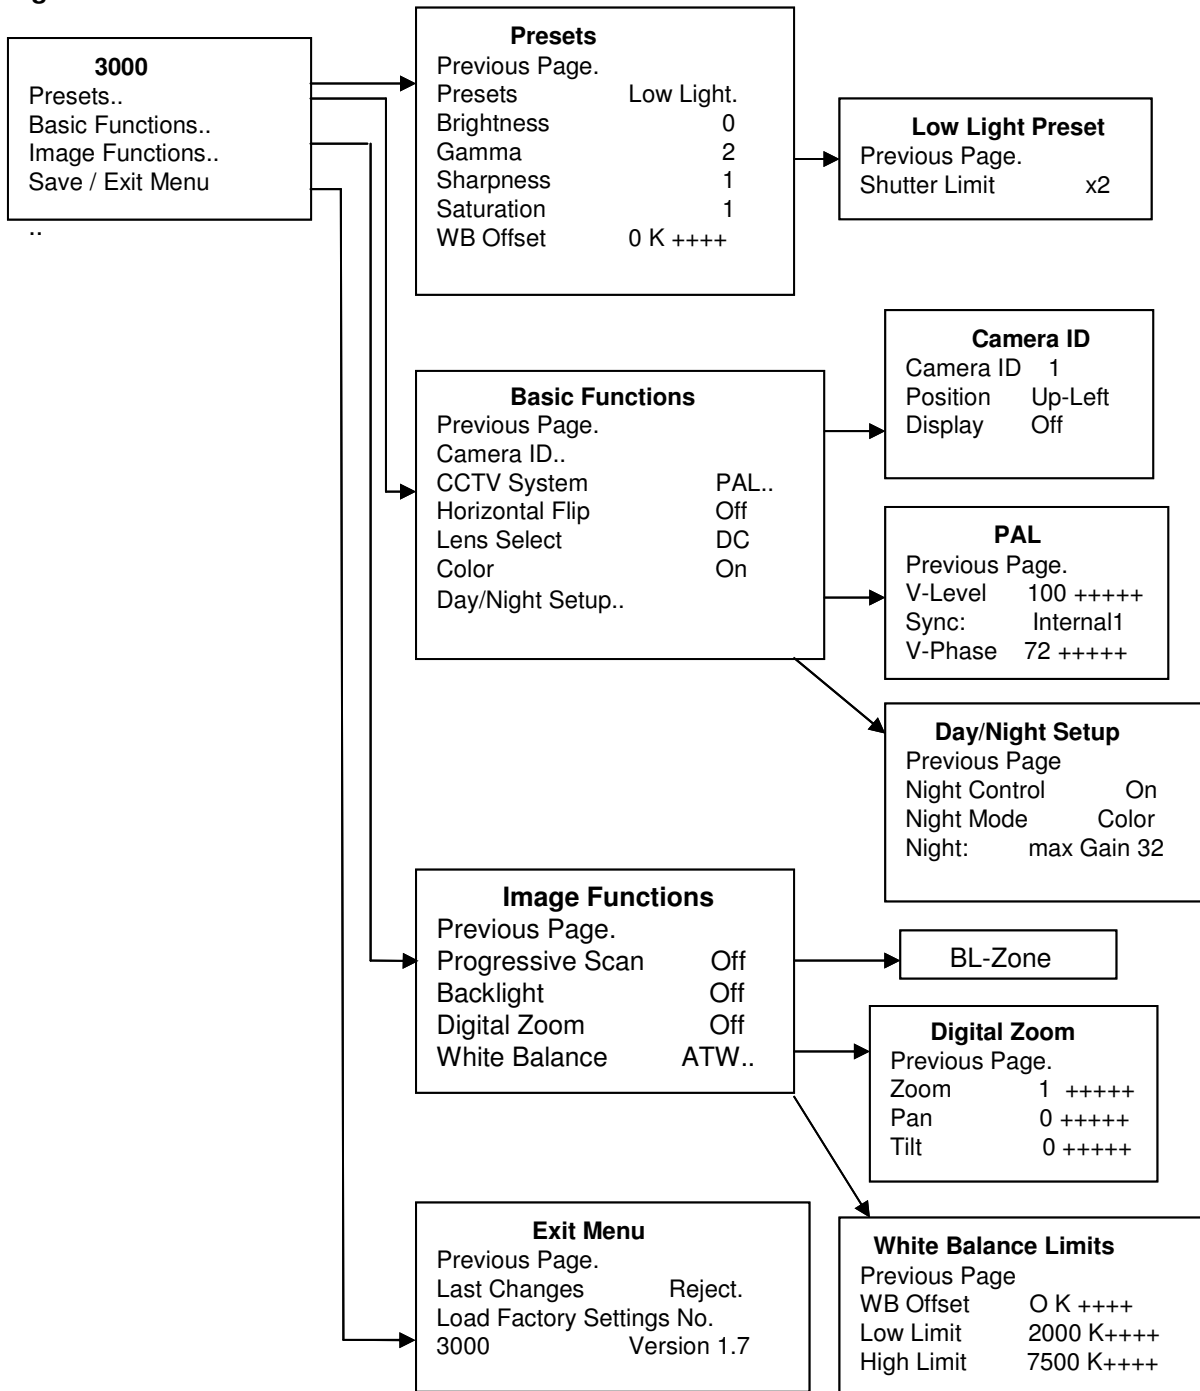 3000
Presets..
Basic Functions..
Image Functions..
Save / Exit Menu
..
Presets
Previous Page.
Presets Low Light.
Brightness 0
Gamma 2
Sharpness 1
Saturation 1
WB Offset 0 K ++++
Low Light Preset
Previous Page.
Shutter Limit x2
Basic Functions
Previous Page.
Camera ID..
CCTV System PAL..
Horizontal Flip Off
Lens Select DC
Color On
Day/Night Setup..
Camera ID
Camera ID 1
Position Up-Left
Display Off
PAL
Previous Page.
V-Level 100 +++++
Sync: Internal1
V-Phase 72 +++++
Day/Night Setup
Previous Page
Night Control On
Night Mode Color
Night: max Gain 32
Image Functions
Previous Page.
Progressive Scan Off
Backlight Off
Digital Zoom Off
White Balance ATW..
BL-Zone
Digital Zoom
Previous Page.
Zoom 1 +++++
Pan 0 +++++
Tilt 0 +++++
White Balance Limits
Previous Page
WB Offset O K ++++
Low Limit 2000 K++++
High Limit 7500 K++++
Exit Menu
Previous Page.
Last Changes Reject.
Load Factory Settings No.
3000 Version 1.7